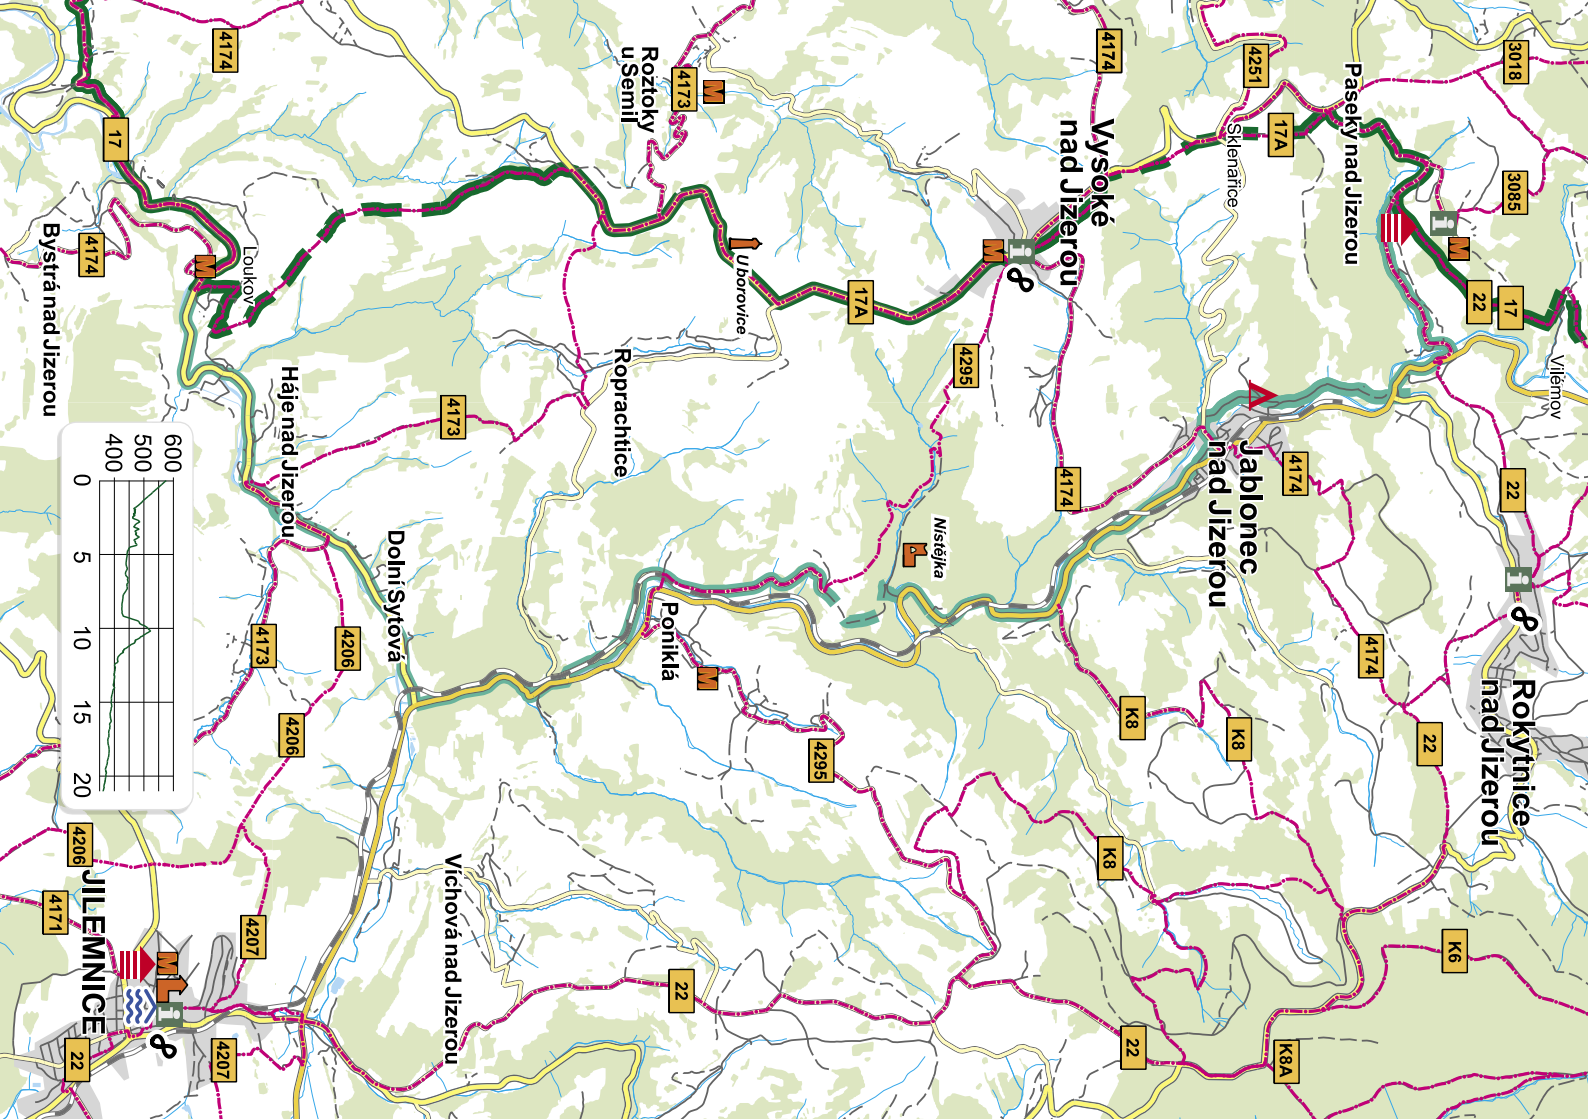 4174
4173
Roztoky
u Semil
M
4174
4251
3018
17
Paseky nad Jizerou
17A
Sklenařice
Vysoké
nad Jizerou
3085
i
M
Bystrá nad Jizerou
4174
M
Loukov
U borovice
17A
M
i
22
17
Vilémov
4295
Roprachtice
Háje nad Jizerou
4173
4174
Jablonec
nad Jizerou
4174
22
i
Nístějka
Dolní Sytová
Poniklá
M
4173
4206
4206
4295
K8
K8
4174
22
Rokytnice
nad Jizerou
600
500
400
0
5
10
15
20
4206
4171
JILEMNICE
4207
M
i
22
4207
Víchová nad Jizerou
22
K8
22
K6
K8A